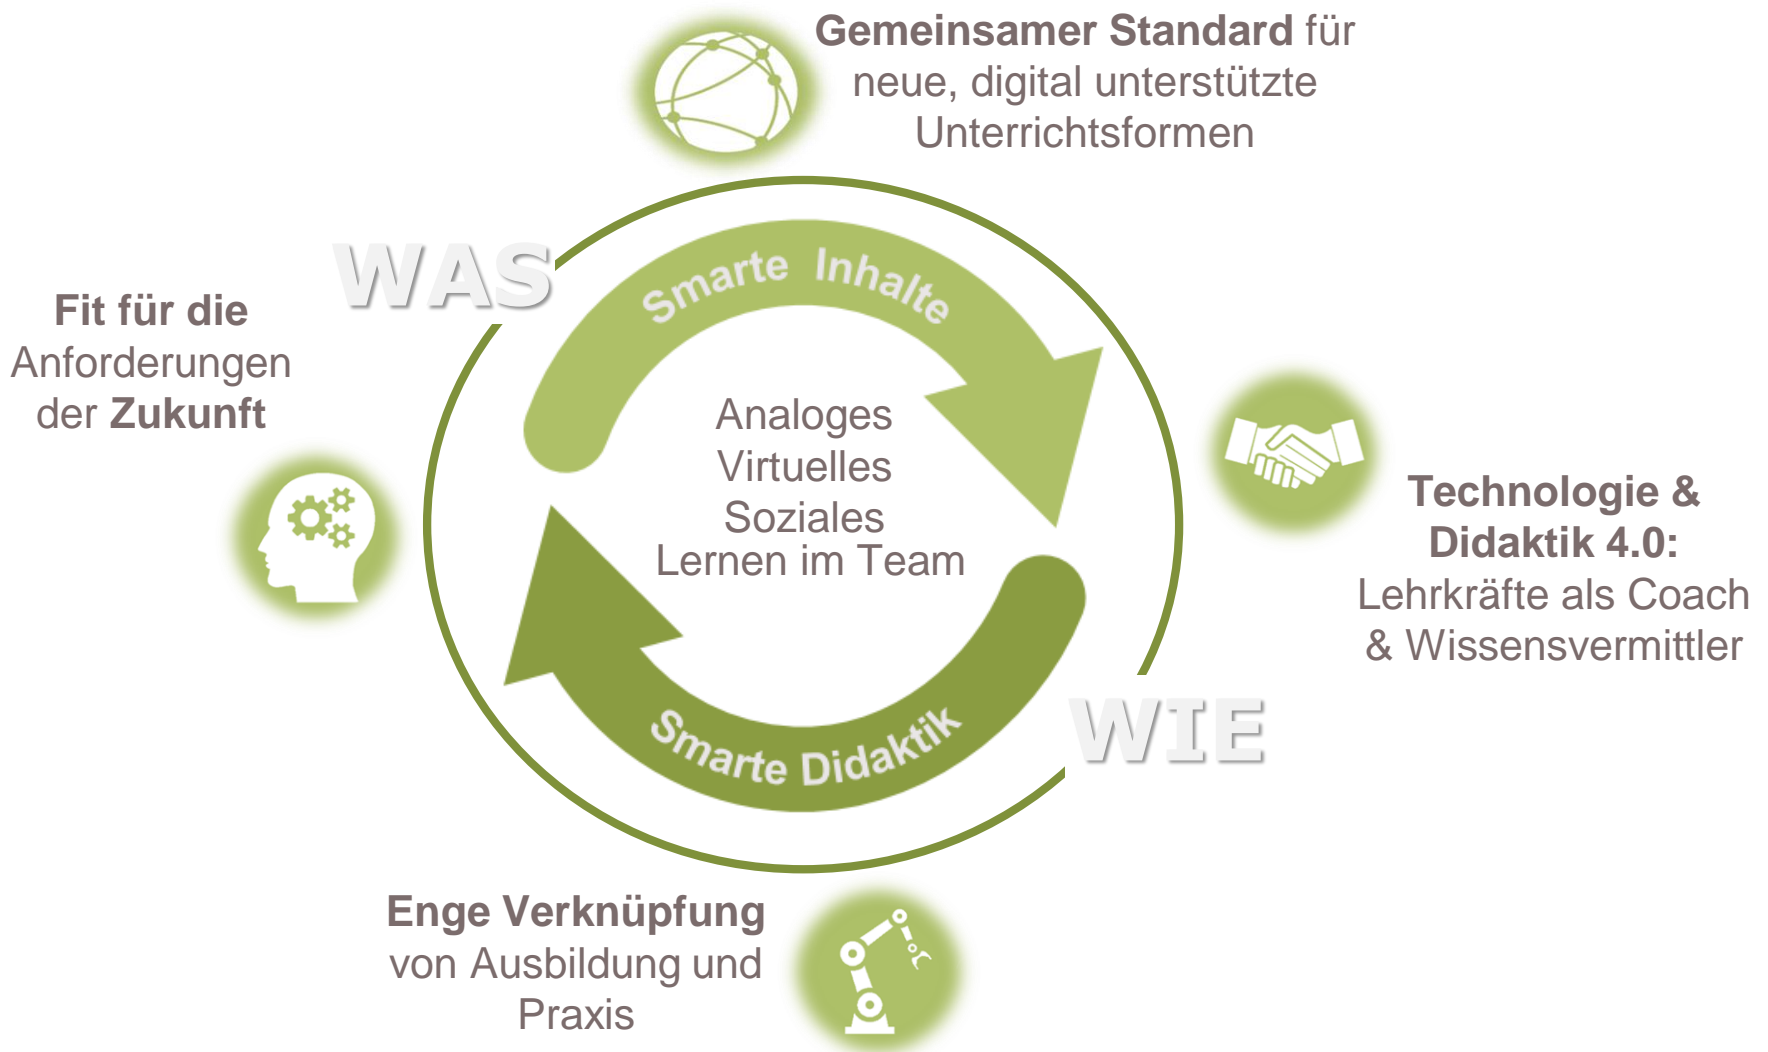 Gemeinsamer Standard für
neue, digital unterstützte
Unterrichtsformen
WAS
Smarte Inhalte
Fit für die
Anforderungen
der Zukunft
Analoges
Virtuelles
Soziales
Lernen im Team
Technologie &
Didaktik 4.0:
Lehrkräfte als Coach
& Wissensvermittler
Smarte Didaktik
WIE
Enge Verknüpfung
von Ausbildung und
Praxis